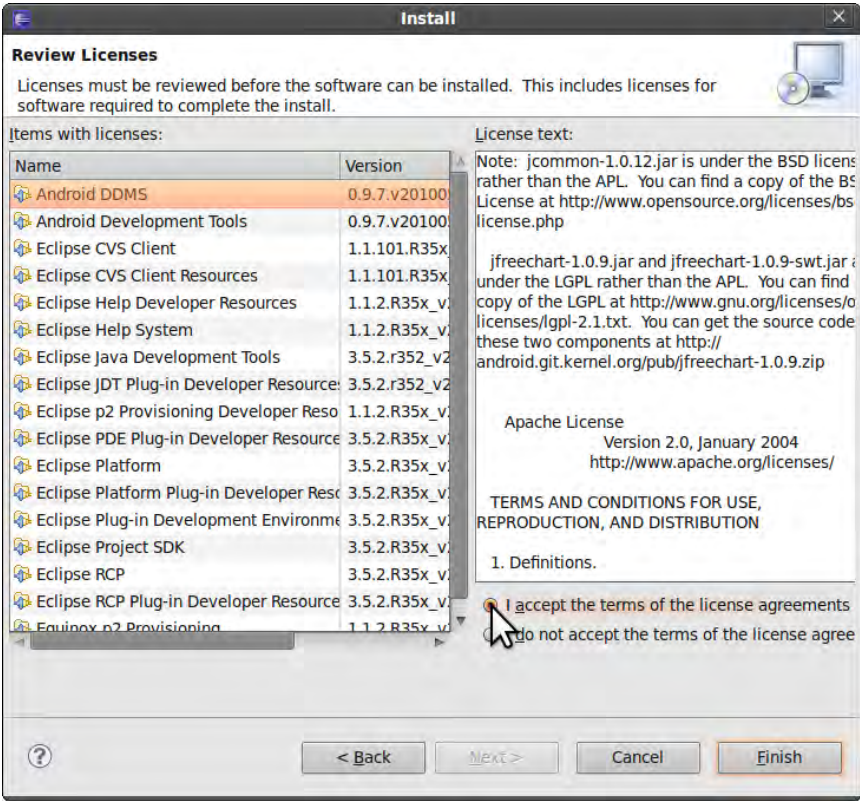 Install
Review Licenses
Licenses must be reviewed before the software can be installed. This includes licenses for
software required to complete the install.
Items with licenses:
Name Version
Android DDMS 0.9.7.v20100
Android Development Tools 0.9.7.v20100
Eclipse CVS Client 1.1.101.R35x
Eclipse CVS Client Resources 1.1.101.R35x
Eclipse Help Developer Resources 1.1.2.R35x_v
Eclipse Help System 1.1.2.R35x_v
Eclipse Java Development Tools 3.5.2.r352_v2
Eclipse JDT Plug-in Developer Resource 3.5.2.r352_v2
Eclipse p2 Provisioning Developer Reso 1.1.2.R35x_v
Eclipse PDE Plug-in Developer Resource 3.5.2.R35x_v
Eclipse Platform 3.5.2.R35x_v
Eclipse Platform Plug-in Developer Reso 3.5.2.R35x_v
Eclipse Plug-in Development Environme 3.5.2.R35x_v
Eclipse Project SDK 3.5.2.R35x_v
Eclipse RCP 3.5.2.R35x_v
Eclipse RCP Plug-in Developer Resource 3.5.2.R35x_v
Equinox p2 Provisioning 1.1.2.R35x_v
License text:
Note: jcommon-1.0.12.jar is under the BSD licens
rather than the APL. You can find a copy of the BS
License at http://www.opensource.org/licenses/bs
license.php
jfreechart-1.0.9.jar and jfreechart-1.0.9-swt.jar a
under the LGPL rather than the APL. You can find
copy of the LGPL at http://www.gnu.org/licenses/o
licenses/lgpl-2.1.txt. You can get the source code
these two components at http://
android.git.kernel.org/pub/jfreechart-1.0.9.zip
Apache License
Version 2.0, January 2004
http://www.apache.org/licenses/
TERMS AND CONDITIONS FOR USE,
REPRODUCTION, AND DISTRIBUTION
1. Definitions.
I accept the terms of the license agreements
do not accept the terms of the license agree
< Back Next > Cancel Finish